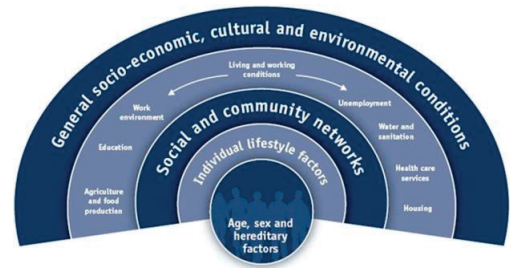 General socio-economic, cultural and environmental conditions
Living and working
conditions
Work
environment
Unemployment
Education
Water and
sanitation
Agriculture
and food
production
Health care
services
Housing
Social and community networks
Individual lifestyle factors
Age, sex and
hereditary
factors